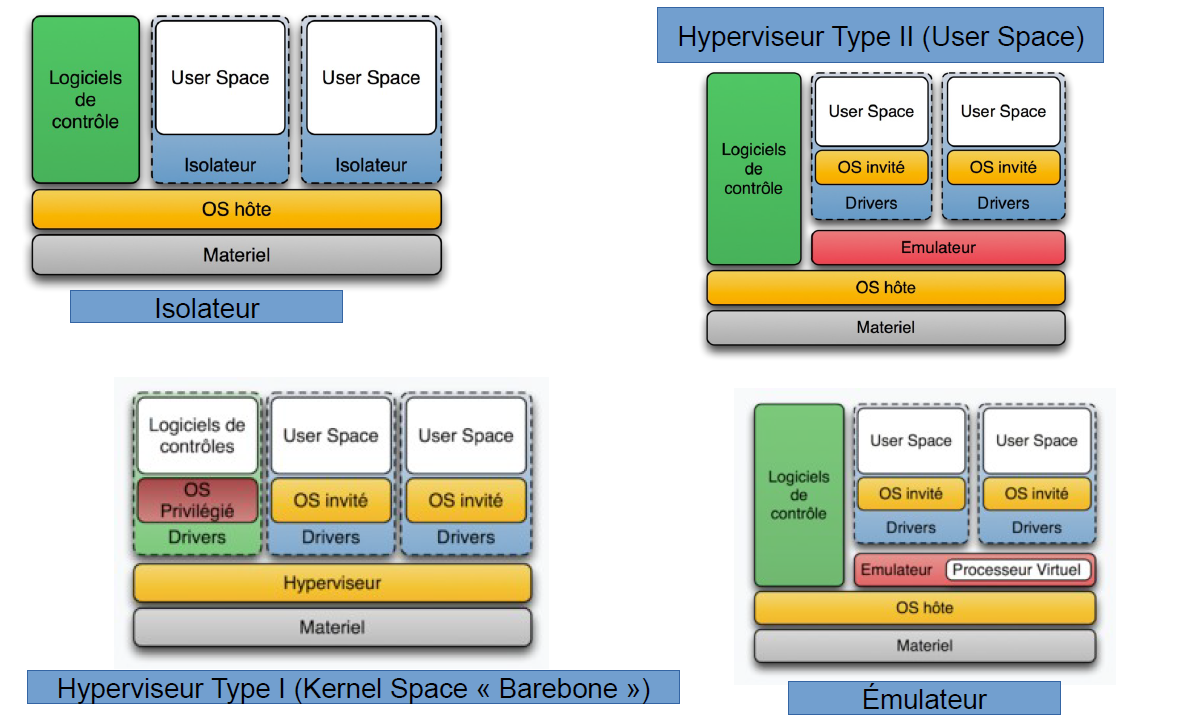 Logiciels
de
contrôle
User Space
User Space
Isolateur
Isolateur
OS hôte
Materiel
Isolateur
Hyperviseur Type II (User Space)
Logiciels
de
contrôle
User Space
User Space
OS invité
OS invité
Drivers
Drivers
Emulateur
OS hôte
Materiel
Logiciels de
contrôles
User Space
User Space
OS
Privilégié
OS invité
OS invité
Drivers
Drivers
Drivers
Hyperviseur
Materiel
Hyperviseur Type I (Kernel Space « Barebone »)
Logiciels
de
contrôle
User Space
User Space
OS invité
OS invité
Drivers
Drivers
Emulateur
Processeur Virtuel
OS hôte
Materiel
Émulateur